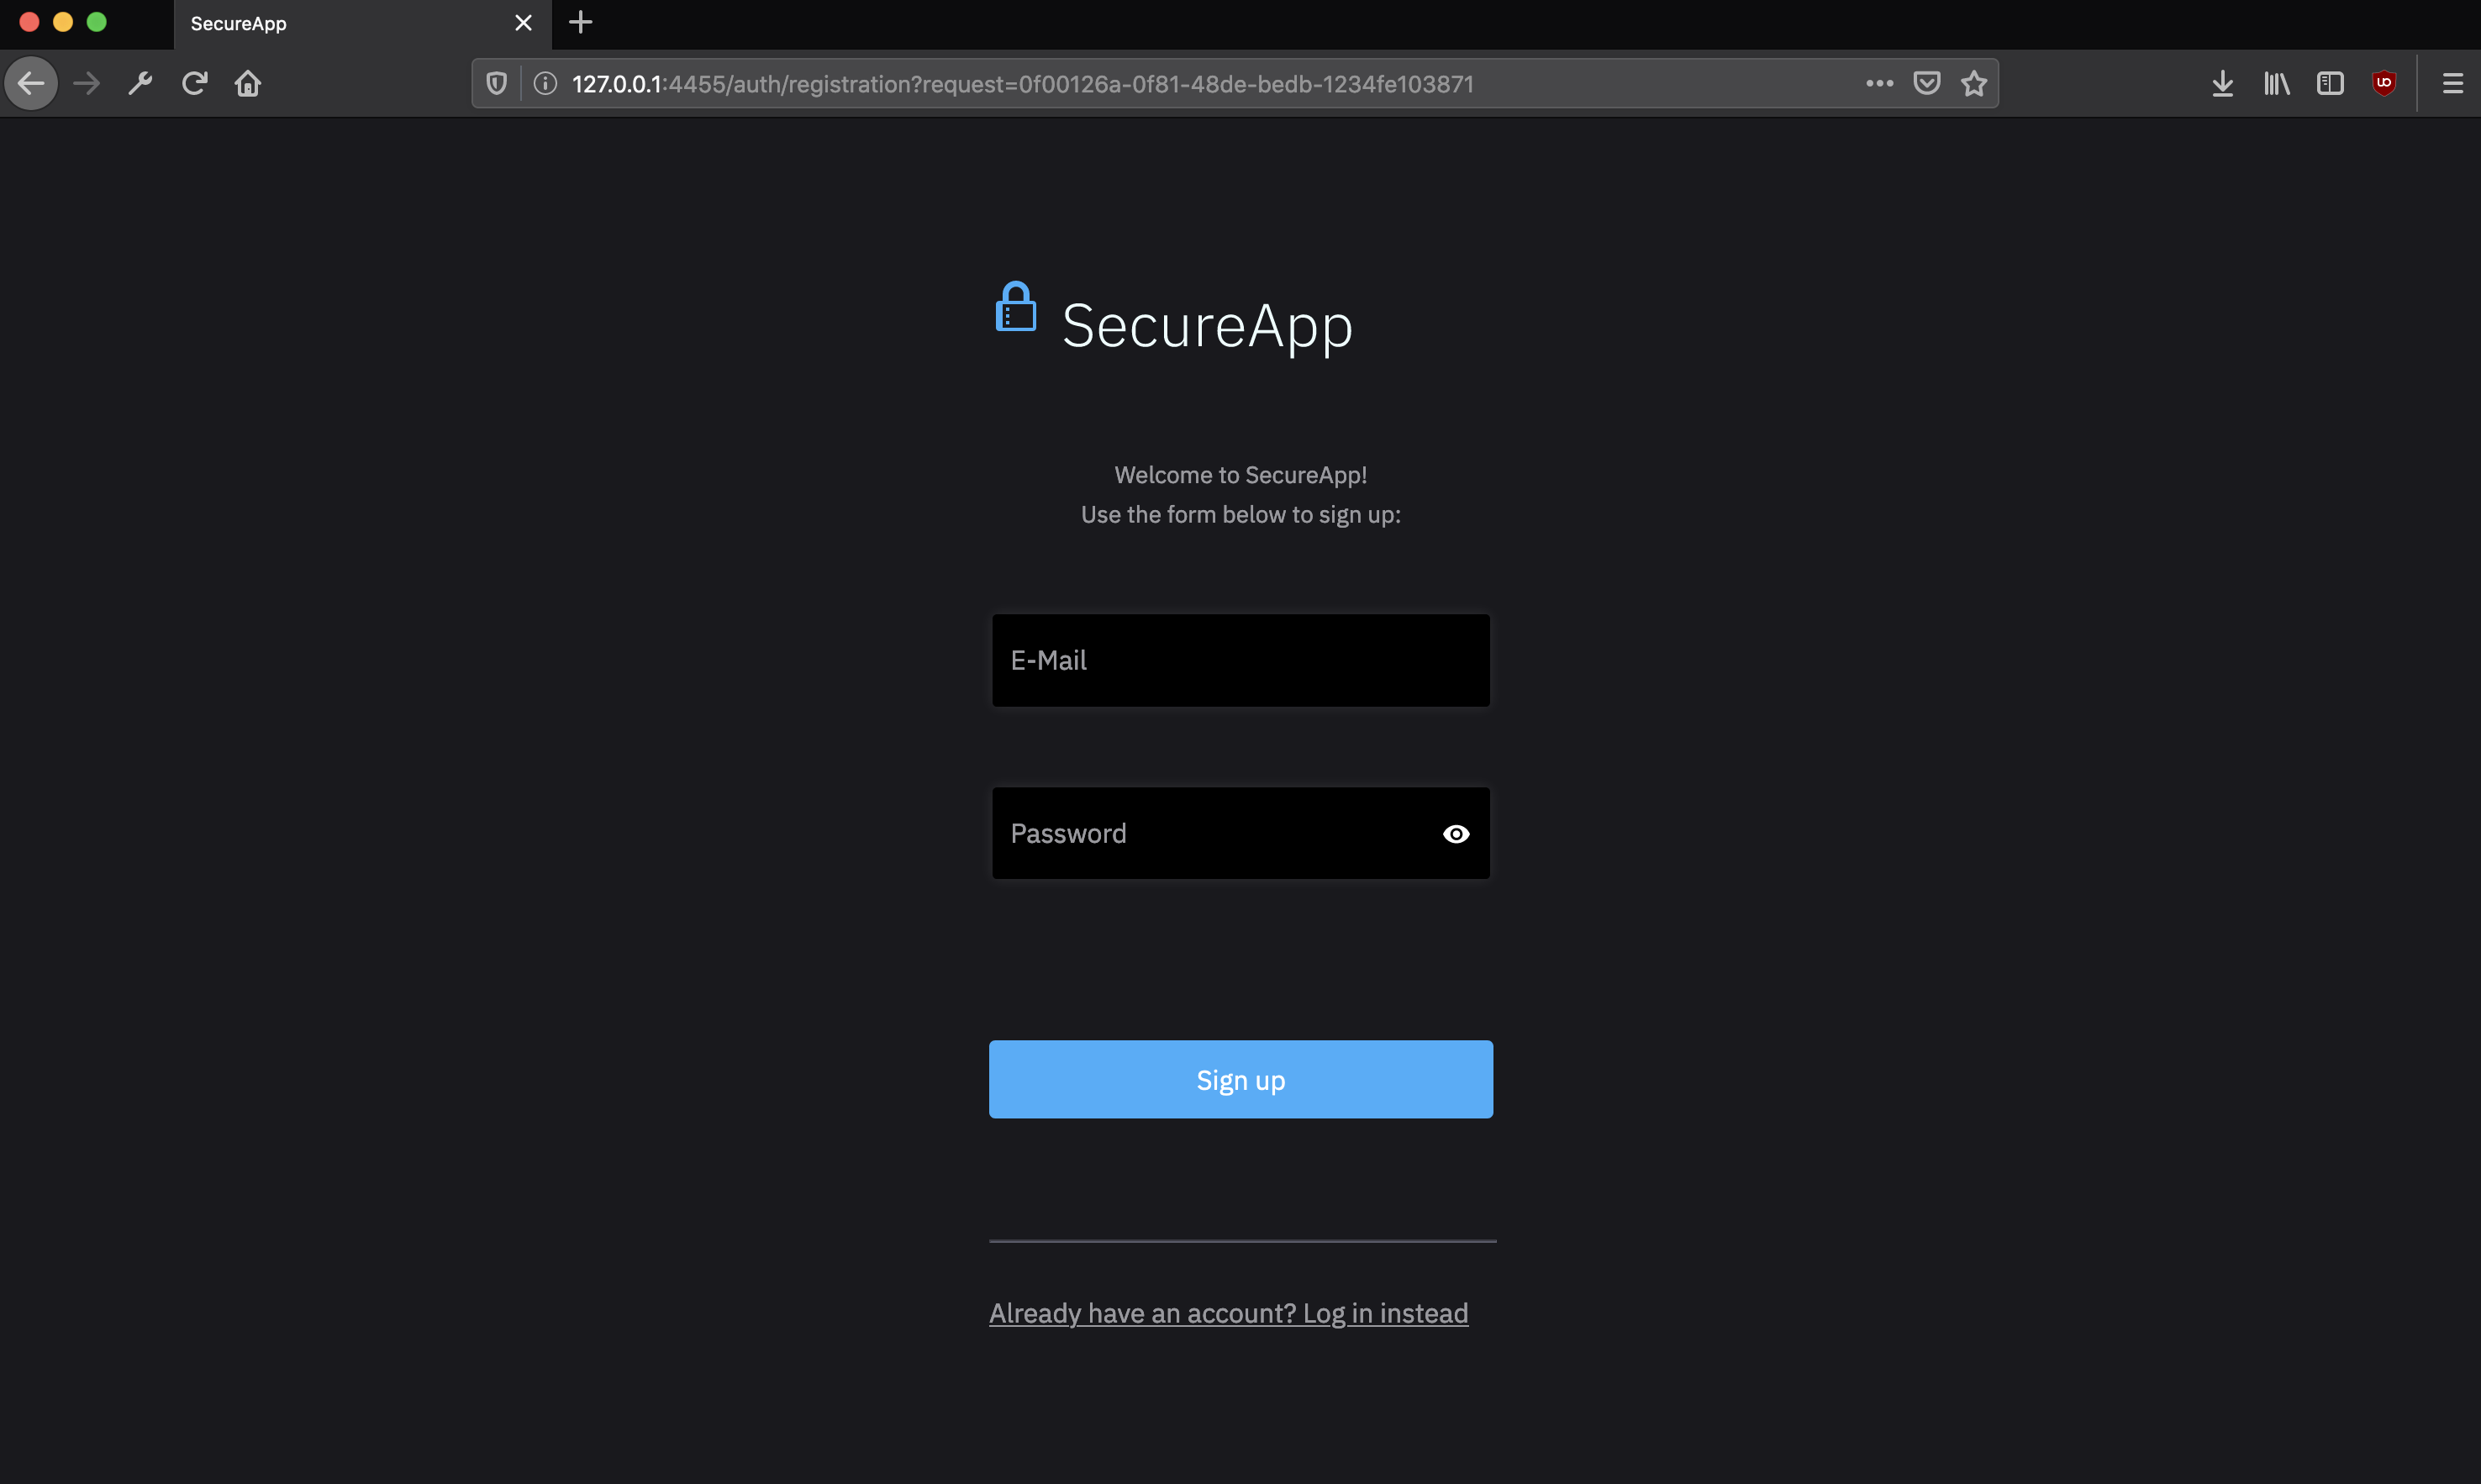 SecureApp
127.0.0.1:4455/auth/registration?request=0f00126a-0f81-48de-bedb-1234fe103871
SecureApp
Welcome to SecureApp!
Use the form below to sign up:
E-Mail
Password
Sign up
Already have an account? Log in instead